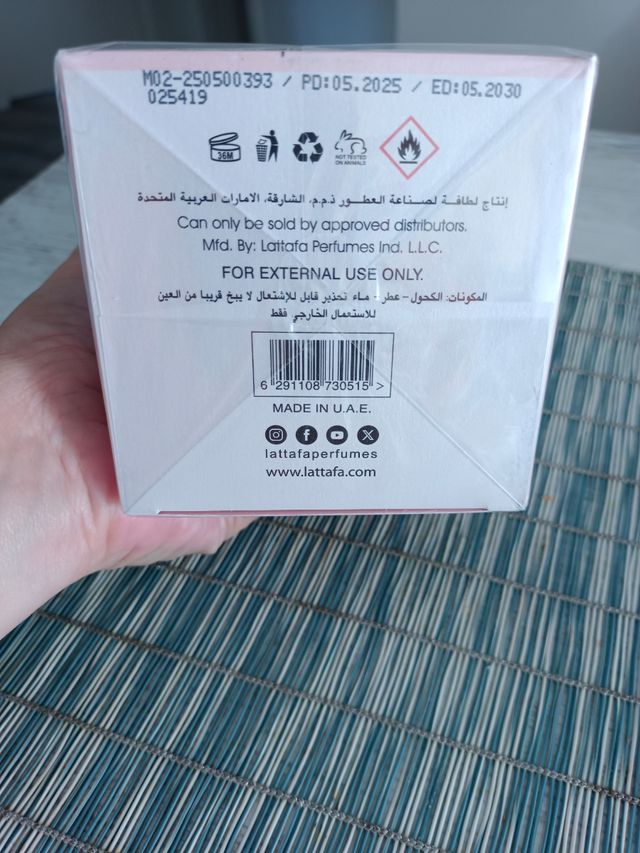 M02-250500393 / PD:05.2025 / ED:05.2030
025419
36M
NOT TESTED
ON ANIMALS
إنتاج لطافة لصناعة العطور ذ.م.م، الشارقة، الامارات العربية المتحدة
Can only be sold by approved distributors.
Mfd. By: Lattafa Perfumes Ind. L.L.C.
FOR EXTERNAL USE ONLY.
المكونات: الكحول - عطر - ماء تحذير قابل للإشتعال لا يبخ قريبا من العين
للاستعمال الخارجي فقط
6 291108 730515 >
MADE IN U.A.E.
lattafaperfumes
www.lattafa.com